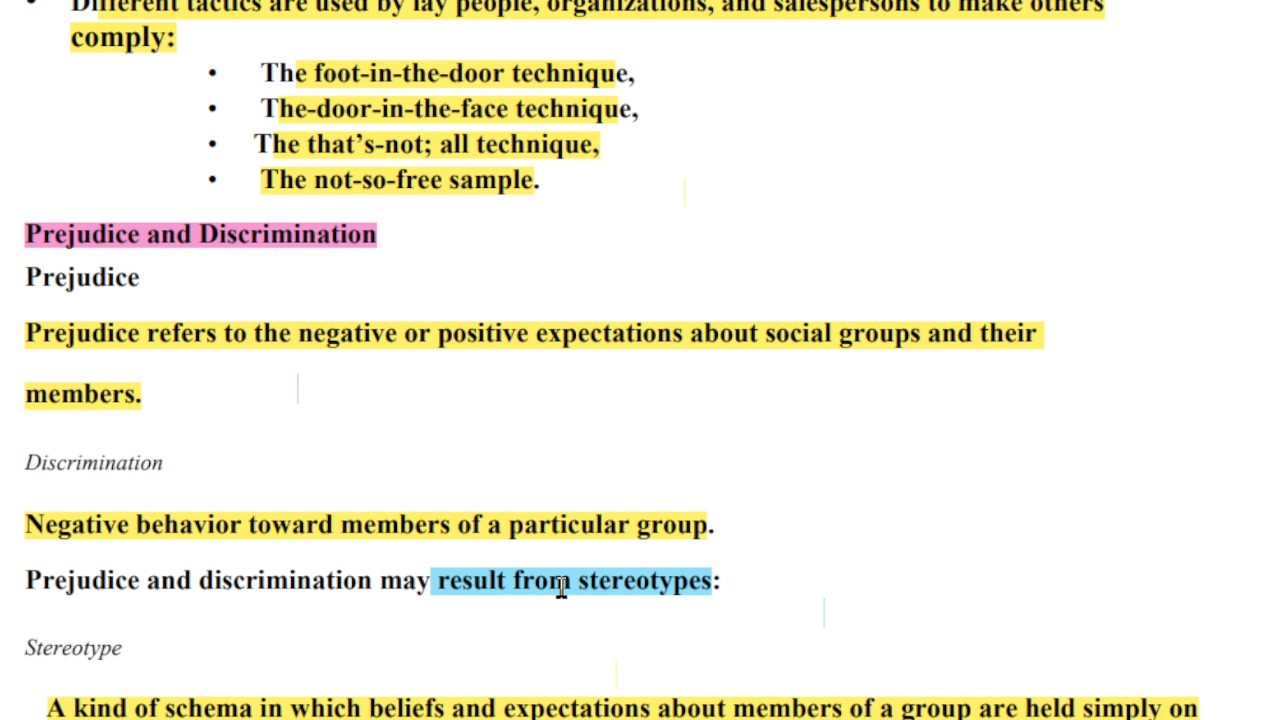 • Different tactics are used by lay people, organizations, and salespersons to make others
comply:
• The foot-in-the-door technique,
• The-door-in-the-face technique,
• The that’s-not; all technique,
• The not-so-free sample.
Prejudice and Discrimination
Prejudice
Prejudice refers to the negative or positive expectations about social groups and their
members.
Discrimination
Negative behavior toward members of a particular group.
Prejudice and discrimination may result from stereotypes:
Stereotype
A kind of schema in which beliefs and expectations about members of a group are held simply on